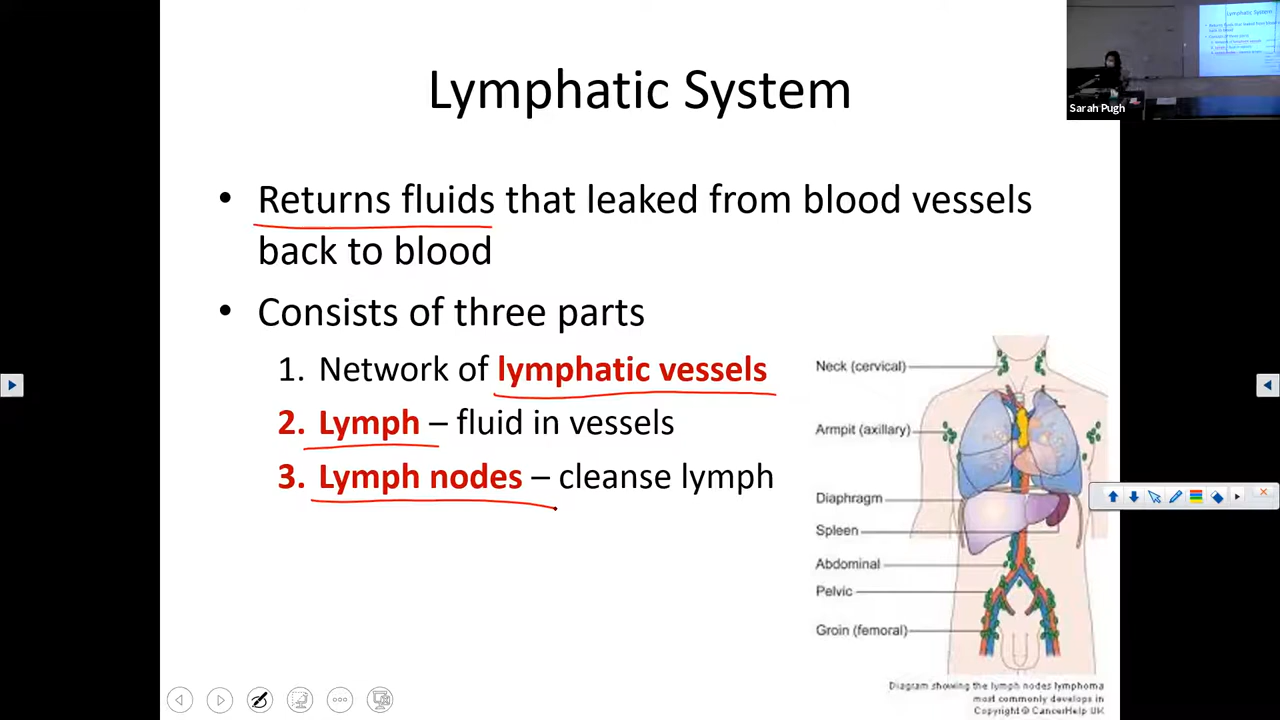 Lymphatic System
Sarah Pugh
• Returns fluids that leaked from blood vessels
back to blood
• Consists of three parts
1. Network of lymphatic vessels
2. Lymph – fluid in vessels
3. Lymph nodes – cleanse lymph
Neck (cervical)
Armpit (axillary)
Diaphragm
Spleen
Abdominal
Pelvic
Groin (femoral)
Diagram showing the lymph nodes lymphoma
most commonly develops in
Copyright © CancerHelp UK